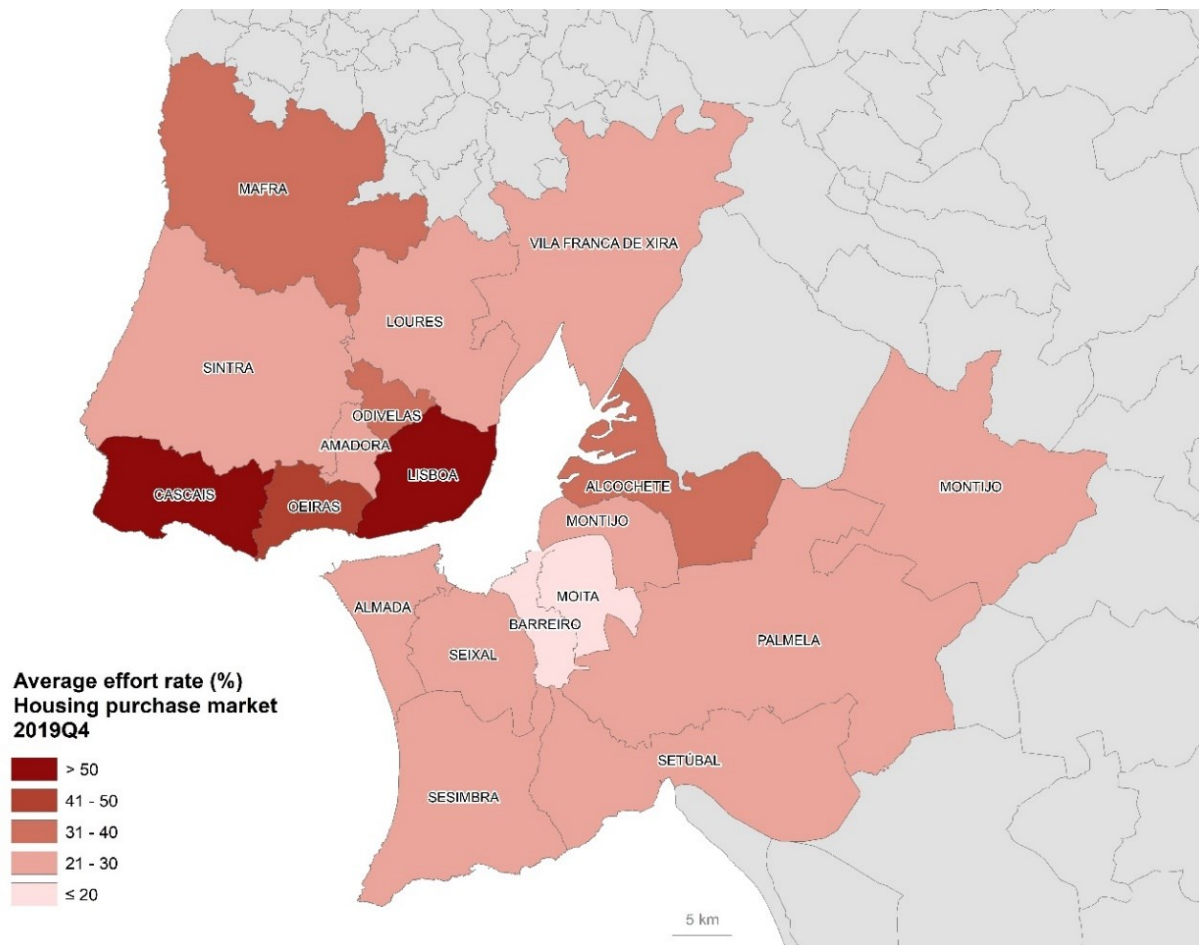 MAFRA
VILA FRANCA DE XIRA
LOURES
SINTRA
ODIVELAS
AMADORA
LISBOA
CASCAIS
OEIRAS
ALCOCHETE
MONTIJO
MONTIJO
ALMADA
MOITA
BARREIRO
SEIXAL
PALMELA
SETÚBAL
SESIMBRA
Average effort rate (%)
Housing purchase market
2019Q4
> 50
41 - 50
31 - 40
21 - 30
≤ 20
5 km